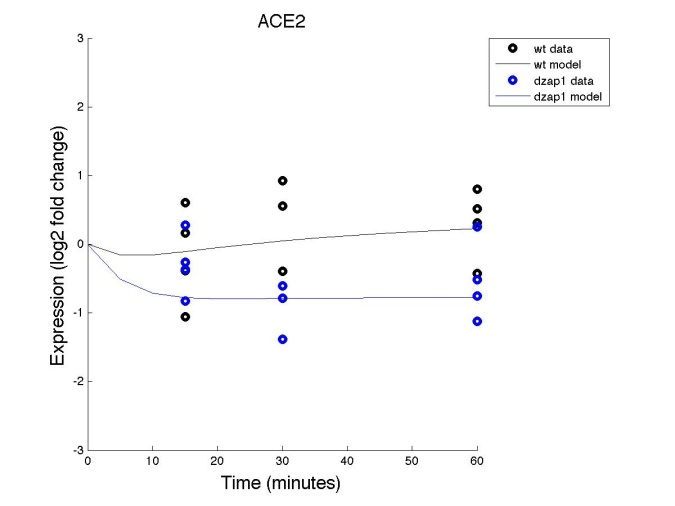 ACE2
wt data
wt model
dzap1 data
dzap1 model
3
2
1
0
-1
-2
-3
Expression (log2 fold change)
0 10 20 30 40 50 60
Time (minutes)